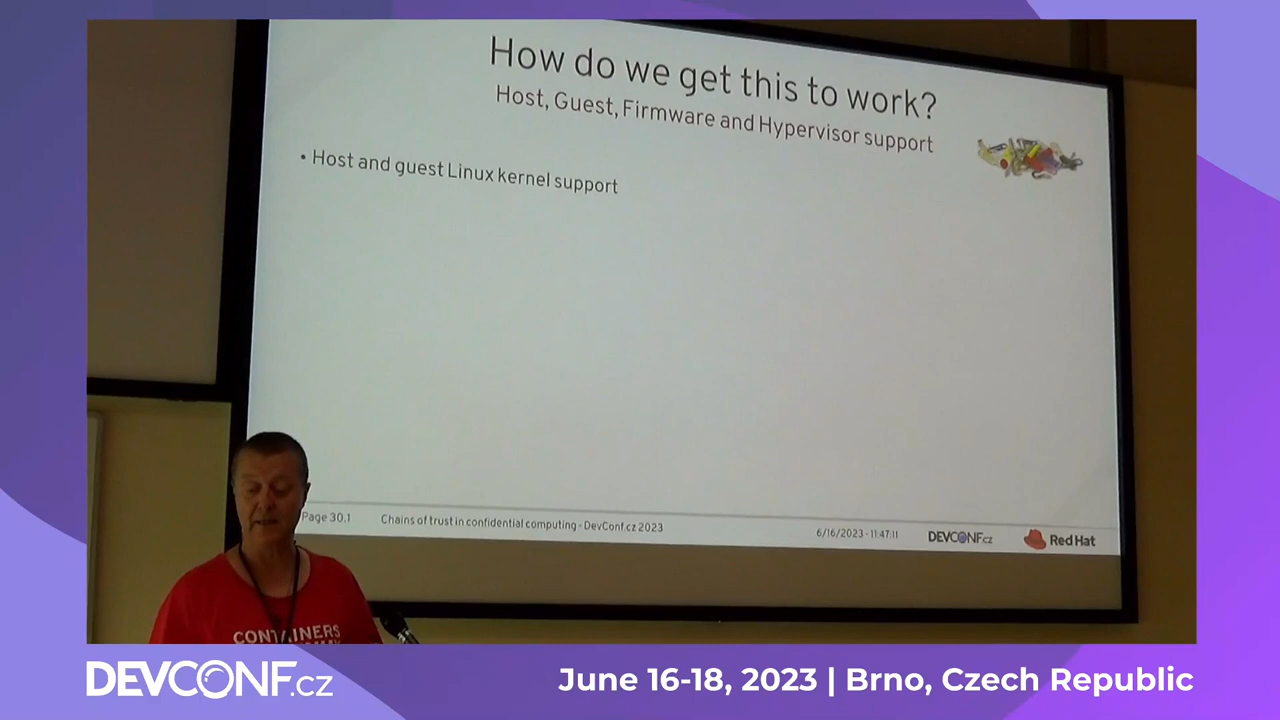 How do we get this to work?
Host, Guest, Firmware and Hypervisor support
• Host and guest Linux kernel support
Page 30.1
Chains of trust in confidential computing - DevConf.cz 2023
6/16/2023 - 11:47:11
DEVCONF.cz
Red Hat
CONTAINERS
DEVCONF.cz
June 16-18, 2023 | Brno, Czech Republic